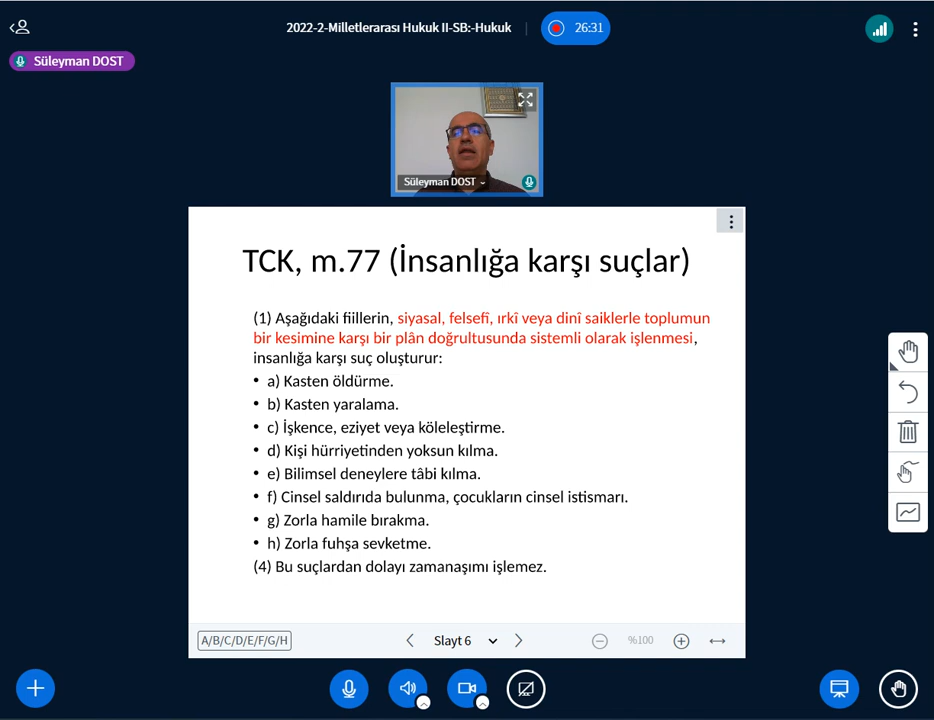 2022-2-Milletlerarası Hukuk II-SB:-Hukuk
26:31
Süleyman DOST
Süleyman DOST
TCK, m.77 (İnsanlığa karşı suçlar)
(1) Aşağıdaki fiillerin, siyasal, felsefi, ırkî veya dinî saiklerle toplumun
bir kesimine karşı bir plân doğrultusunda sistemli olarak işlenmesi,
insanlığa karşı suç oluşturur:
• a) Kasten öldürme.
• b) Kasten yaralama.
• c) İşkence, eziyet veya köleleştirme.
• d) Kişi hürriyetinden yoksun kılma.
• e) Bilimsel deneylere tâbi kılma.
• f) Cinsel saldırıda bulunma, çocukların cinsel istismarı.
• g) Zorla hamile bırakma.
• h) Zorla fuhşa sevketme.
(4) Bu suçlardan dolayı zamanaşımı işlemez.
A/B/C/D/E/F/G/H
Slayt 6
%100